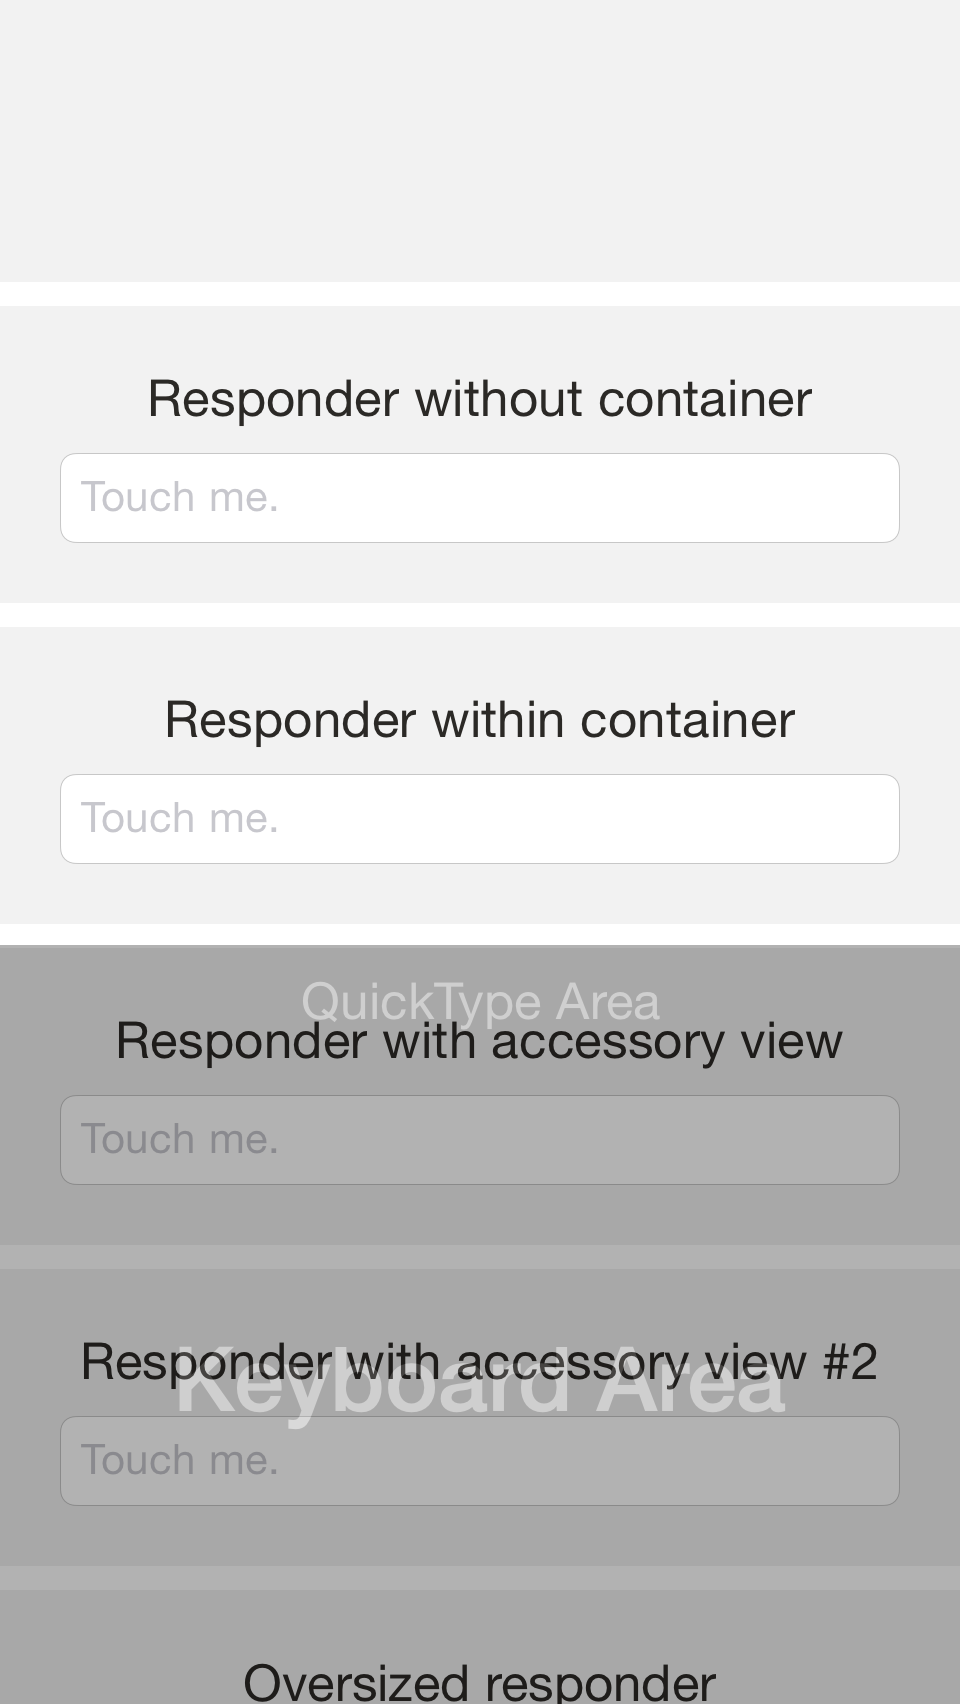 Responder without container
Touch me.
Responder within container
Touch me.
QuickType Area
Responder with accessory view
Touch me.
Responder with accessory view #2
Keyboard Area
Touch me.
Oversized responder